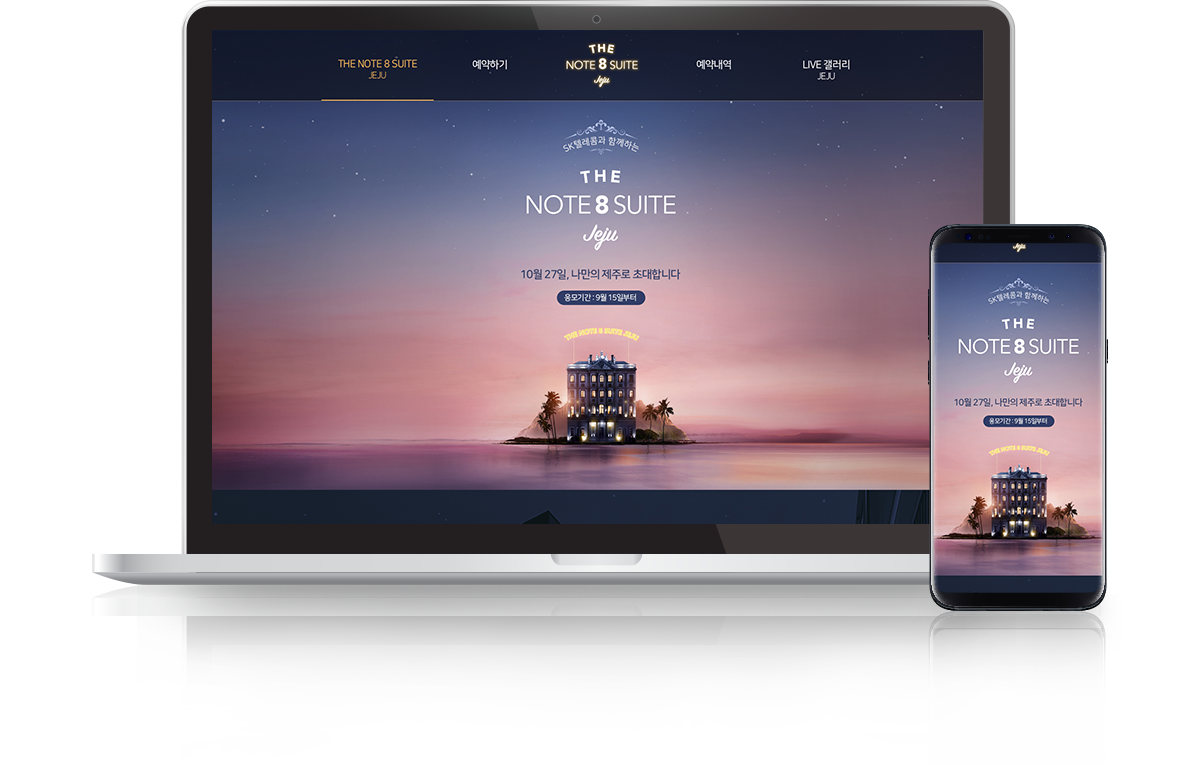 THE NOTE 8 SUITE
JEJU
예약하기
THE
NOTE 8 SUITE
Jeju
예약내역
LIVE 갤러리
JEJU
SK텔레콤과 함께하는
THE
NOTE 8 SUITE
Jeju
10월 27일, 나만의 제주로 초대합니다
응모기간 : 9월 15일부터
THE NOTE 8 SUITE JEJU
Jeju
SK텔레콤과 함께하는
THE
NOTE 8 SUITE
Jeju
10월 27일, 나만의 제주로 초대합니다
응모기간 : 9월 15일부터
THE NOTE 8 SUITE JEJU